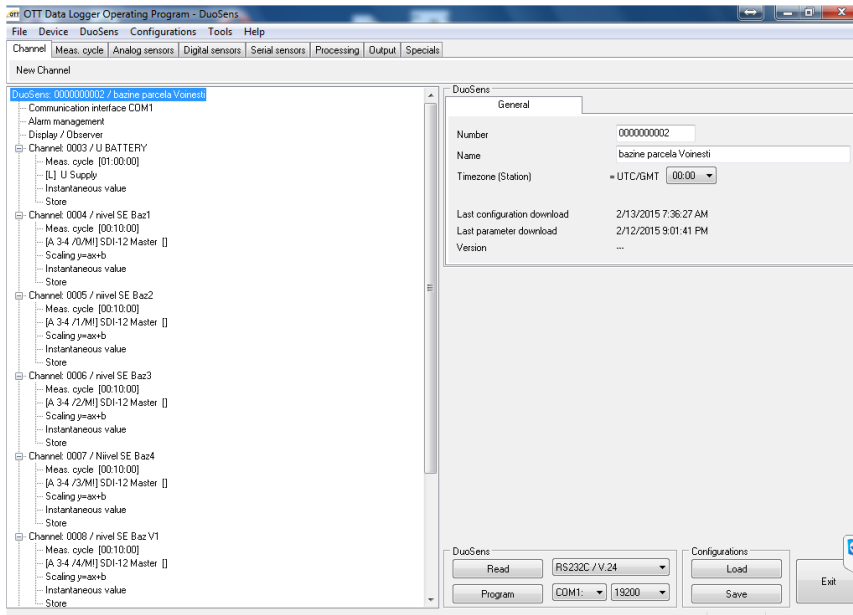 OTT Data Logger Operating Program - DuoSens
File Device DuoSens Configurations Tools Help
Channel Meas. cycle Analog sensors Digital sensors Serial sensors Processing Output Specials
New Channel
DuoSens: 0000000002 / bazine parcela Voinesti
Communication interface COM1
Alarm management
Display / Observer
Channel: 0003 / U BATTERY
Meas. cycle [01:00:00]
[L] U Supply
Instantaneous value
Store
Channel: 0004 / nivel SE Baz1
Meas. cycle [00:10:00]
[A 3-4 /0/M!] SDI-12 Master []
Scaling y=ax+b
Instantaneous value
Store
Channel: 0005 / niivel SE Baz2
Meas. cycle [00:10:00]
[A 3-4 /1/M!] SDI-12 Master []
Scaling y=ax+b
Instantaneous value
Store
Channel: 0006 / nivel SE Baz3
Meas. cycle [00:10:00]
[A 3-4 /2/M!] SDI-12 Master []
Scaling y=ax+b
Instantaneous value
Store
Channel: 0007 / Niivel SE Baz4
Meas. cycle [00:10:00]
[A 3-4 /3/M!] SDI-12 Master []
Scaling y=ax+b
Instantaneous value
Store
Channel: 0008 / nivel SE Baz V1
Meas. cycle [00:10:00]
[A 3-4 /4/M!] SDI-12 Master []
Scaling y=ax+b
Instantaneous value
Store
DuoSens
General
Number 0000000002
Name bazine parcela Voinesti
Timezone (Station) = UTC/GMT 00:00
Last configuration download 2/13/2015 7:36:27 AM
Last parameter download 2/12/2015 9:01:41 PM
Version ---
DuoSens
Read RS232C / V.24
Program COM1: 19200
Configurations
Load
Save
Exit